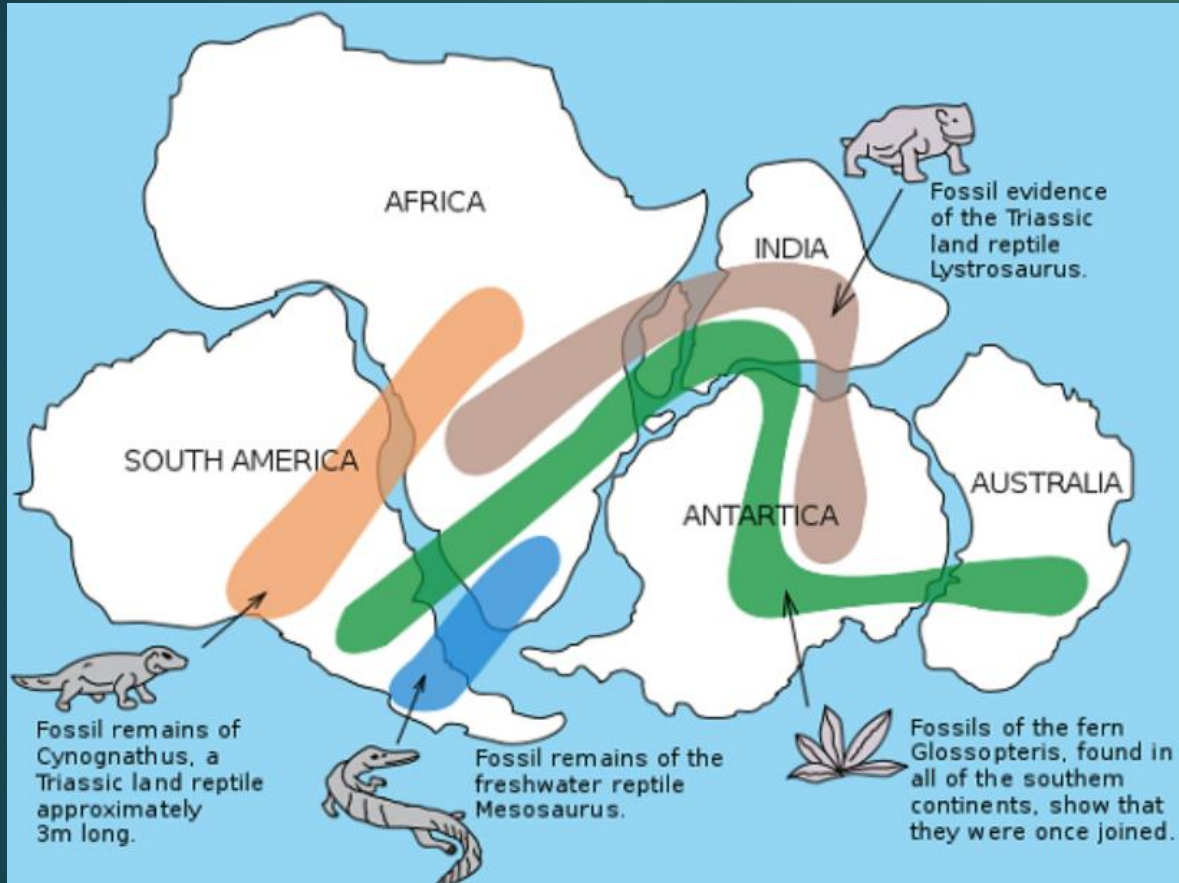 AFRICA
INDIA
Fossil evidence
of the Triassic
land reptile
Lystrosaurus.
SOUTH AMERICA
ANTARTICA
AUSTRALIA
Fossil remains of
Cynognathus, a
Triassic land reptile
approximately
3m long.
Fossil remains of the
freshwater reptile
Mesosaurus.
Fossils of the fern
Glossopteris, found in
all of the southern
continents, show that
they were once joined.